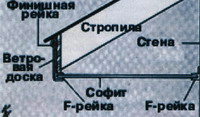 Финишная
рейка
Стропила
Стена
Ветро-
вая
доска
Софит
F-рейка
F-рейка